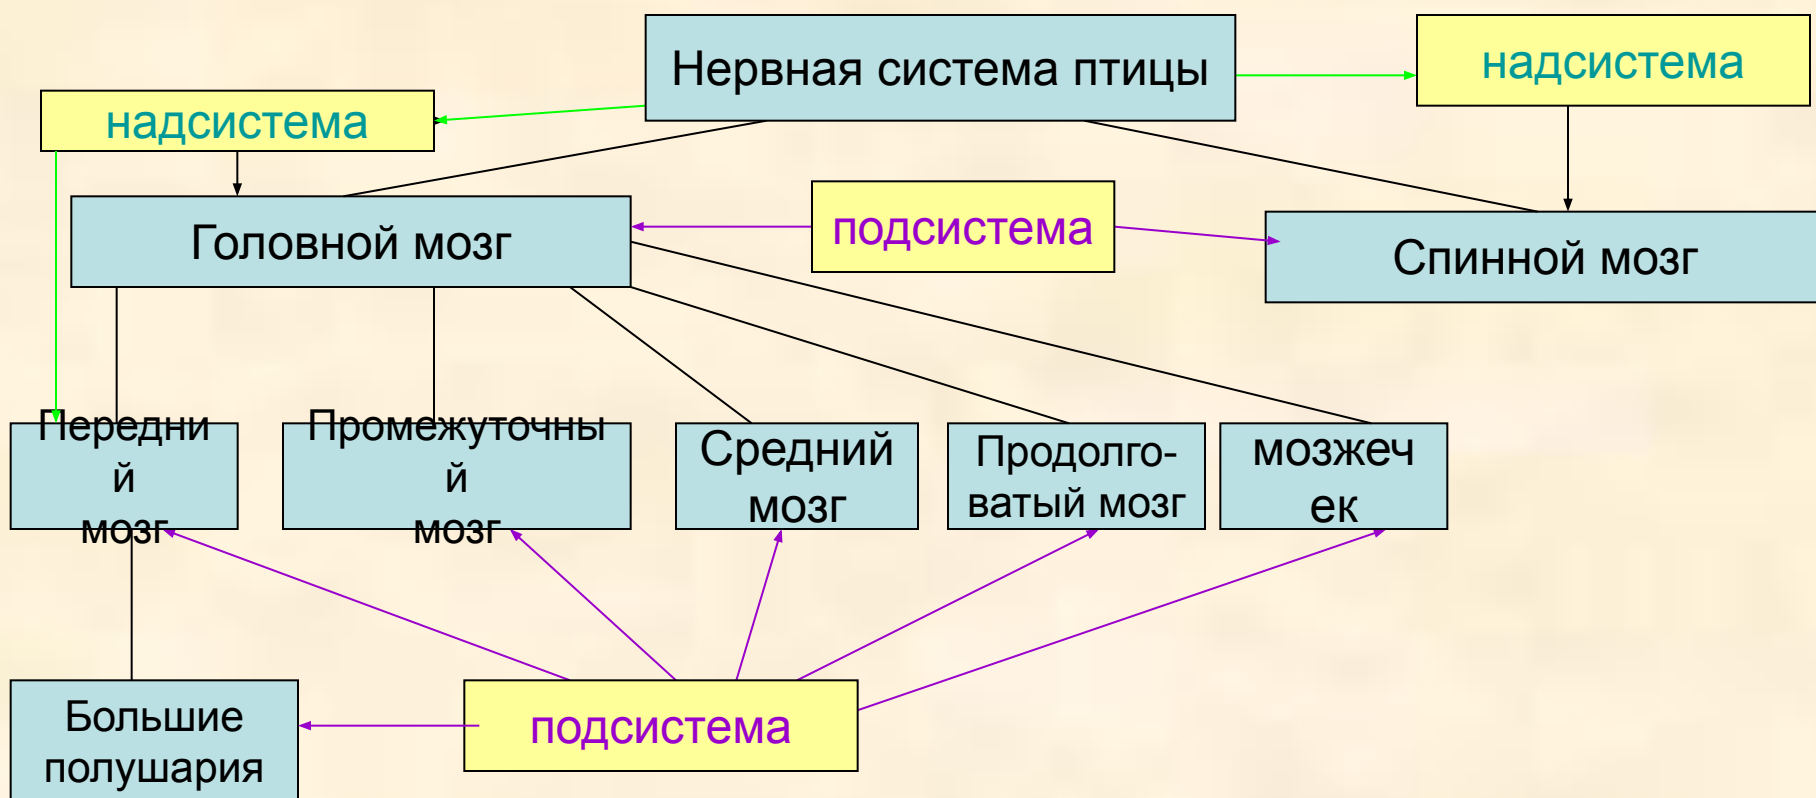 Нервная система птицы
надсистема
надсистема
Головной мозг
подсистема
Спинной мозг
Передни
й
мозг
Промежуточны
й
мозг
Средний
мозг
Продолго-
ватый мозг
мозжеч
ек
Большие
полушария
подсистема